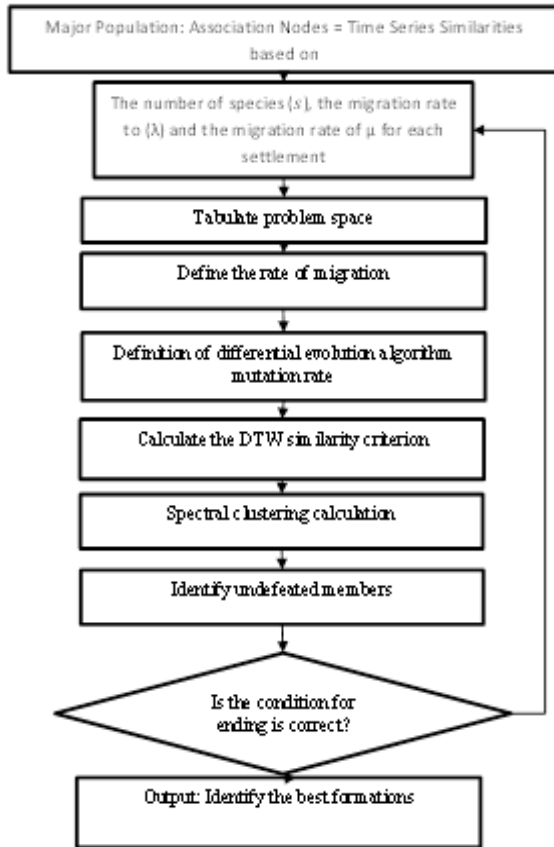 Major Population: Association Nodes = Time Series Similarities
based on
The number of species (s), the migration rate
to (λ) and the migration rate of μ for each
settlement
Tabulate problem space
Define the rate of migration
Definition of differential evolution algorithm
mutation rate
Calculate the DTW similarity criterion
Spectral clustering calculation
Identify undefeated members
Is the condition for
ending is correct?
Output: Identify the best formations